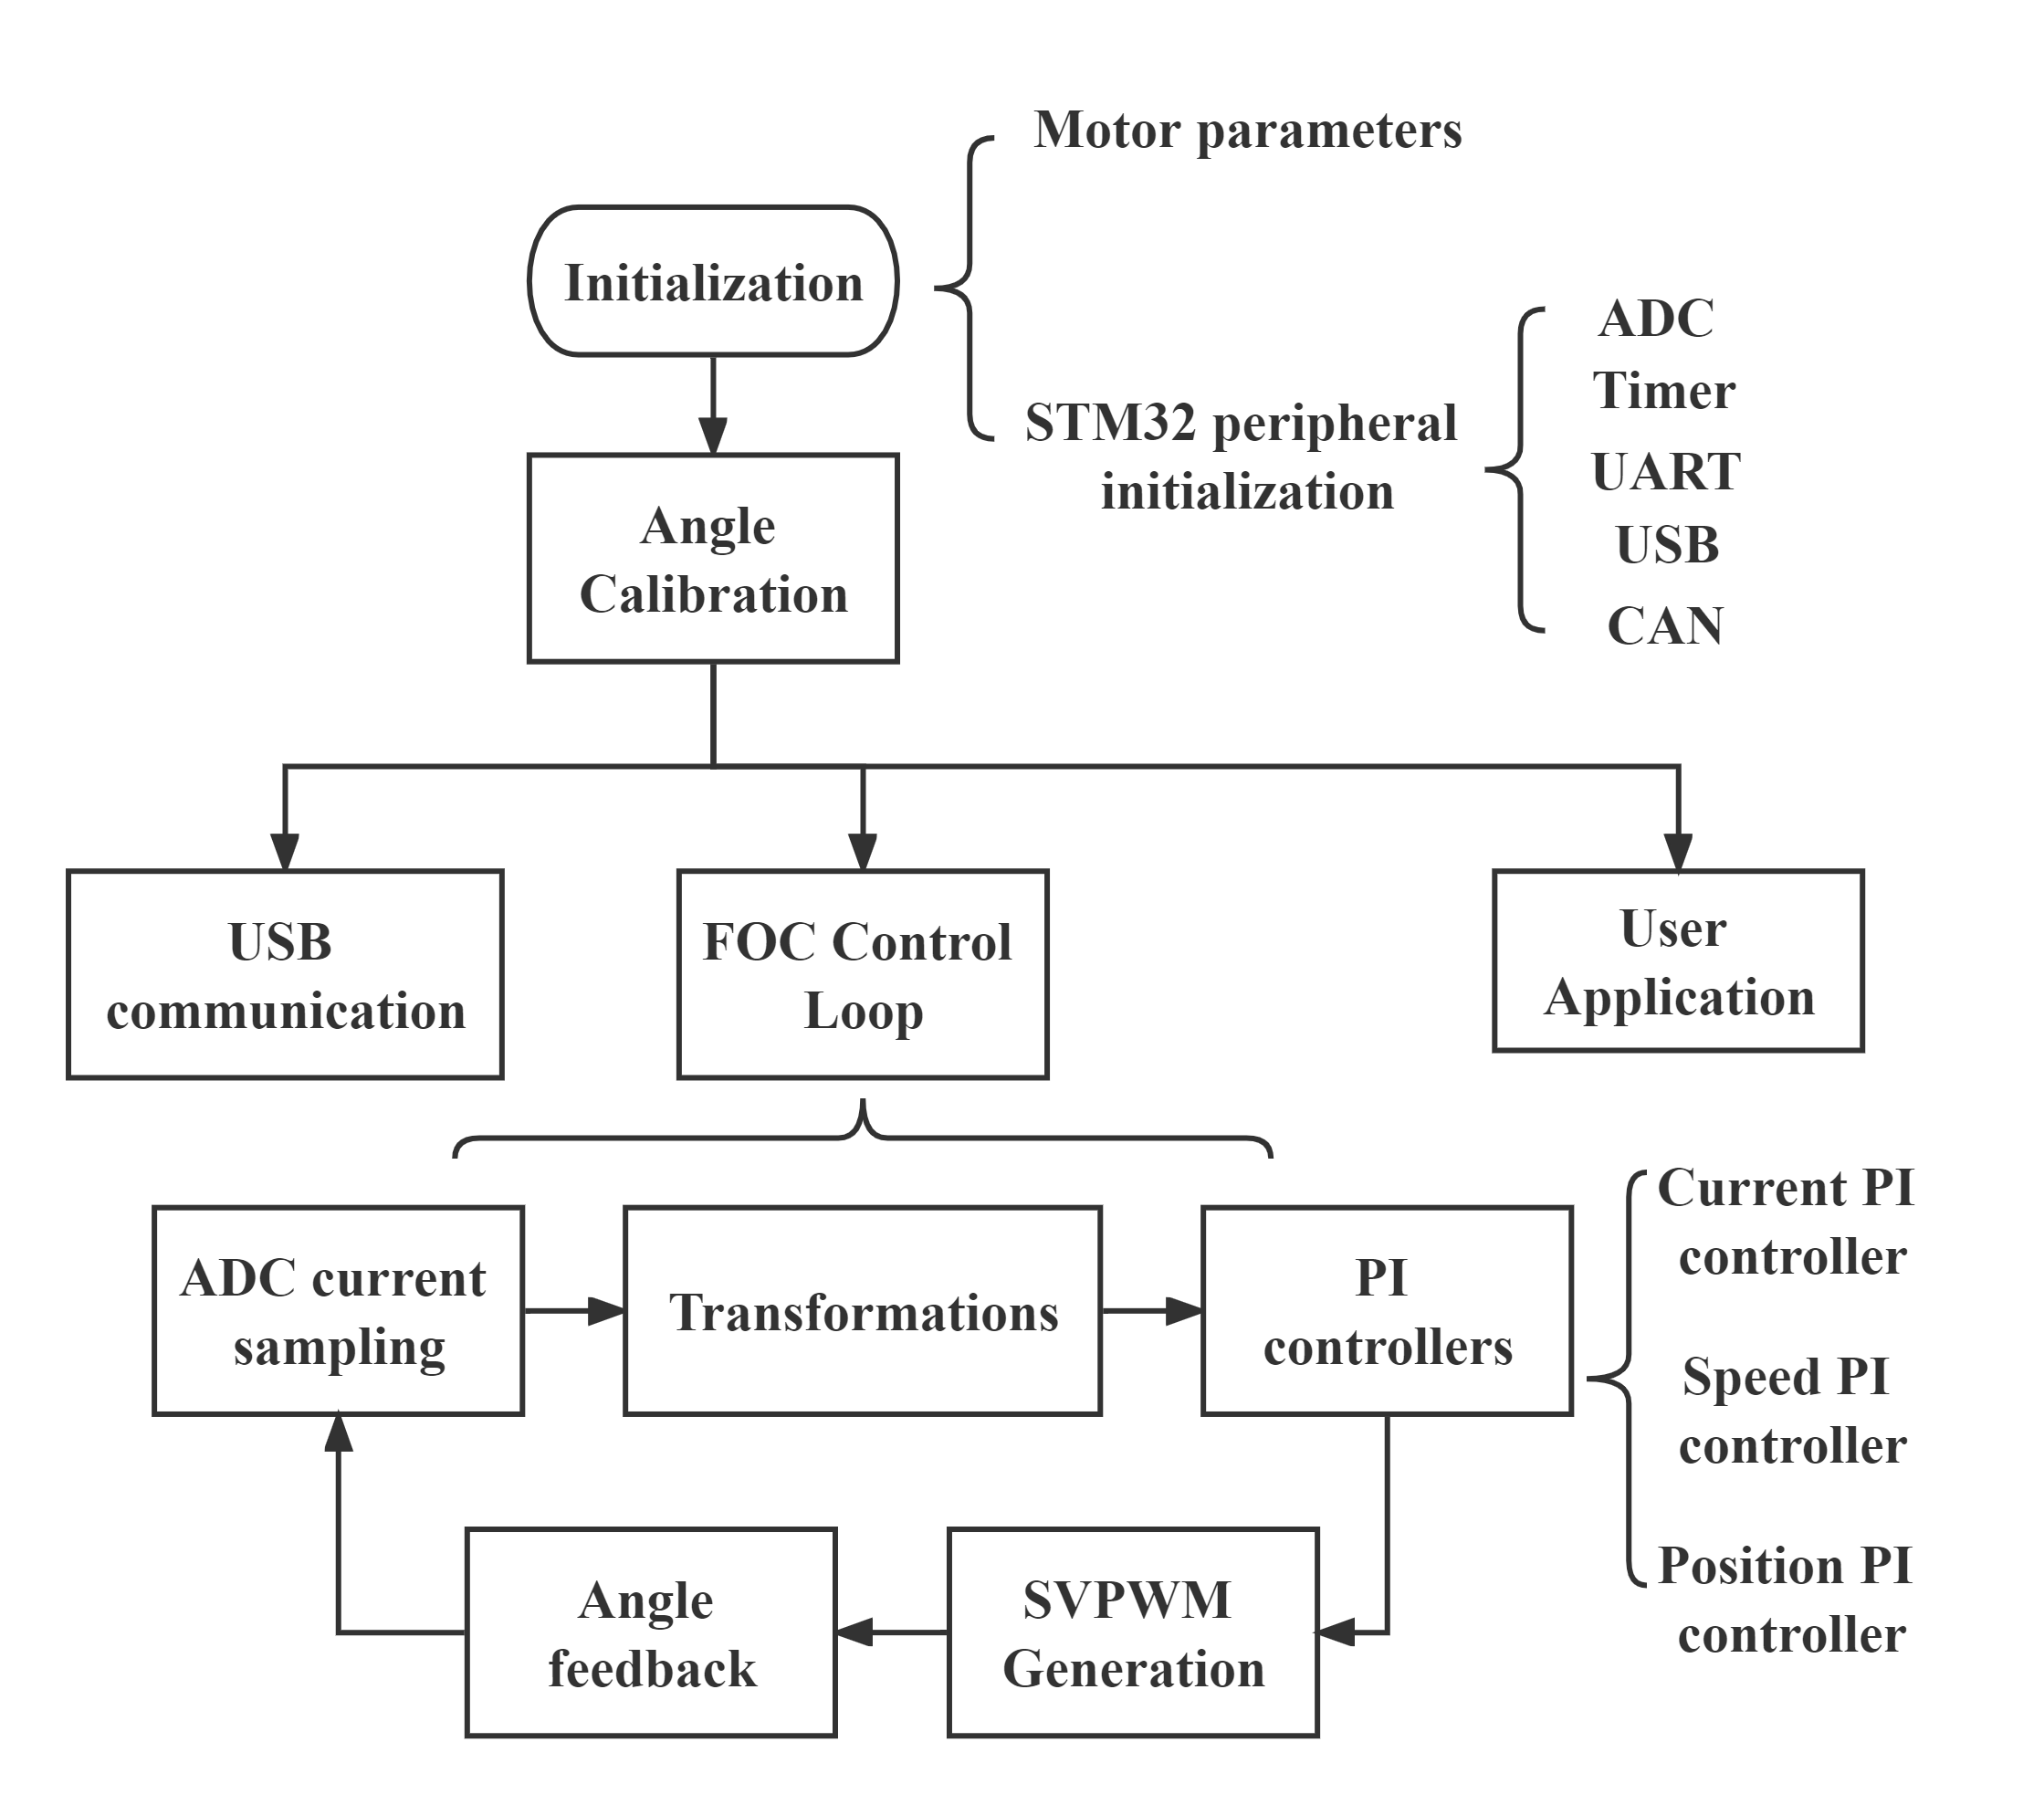 Motor parameters
Initialization
ADC
Timer
STM32 peripheral
initialization
UART
USB
CAN
Angle
Calibration
USB
communication
FOC Control
Loop
User
Application
ADC current
sampling
Transformations
PI
controllers
Current PI
controller
Speed PI
controller
Position PI
controller
Angle
feedback
SVPWM
Generation